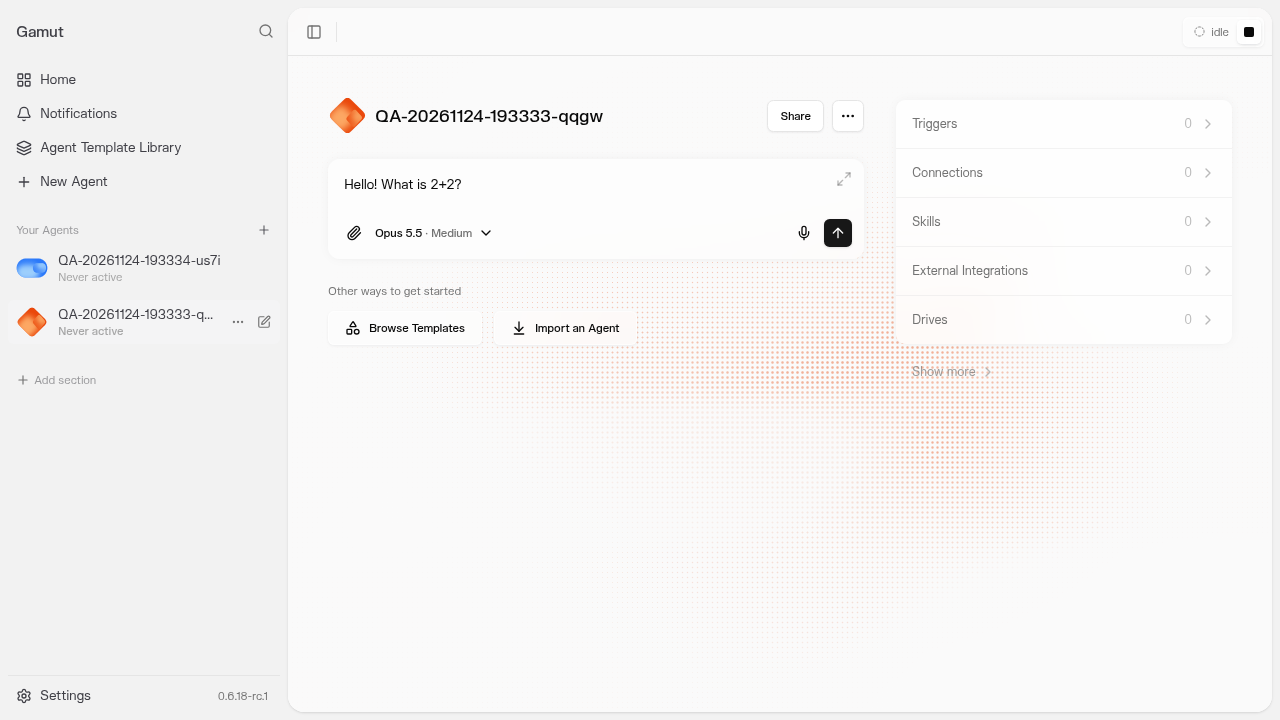 Gamut
Home
Notifications
Agent Template Library
New Agent
Your Agents
QA-20261124-193334-us7i
Never active
QA-20261124-193333-q...
Never active
Add section
Settings
0.6.18-rc.1
idle
QA-20261124-193333-qqgw
Share
Hello! What is 2+2?
Opus 5.5 · Medium
Other ways to get started
Browse Templates
Import an Agent
Triggers 0
Connections 0
Skills 0
External Integrations 0
Drives 0
Show more